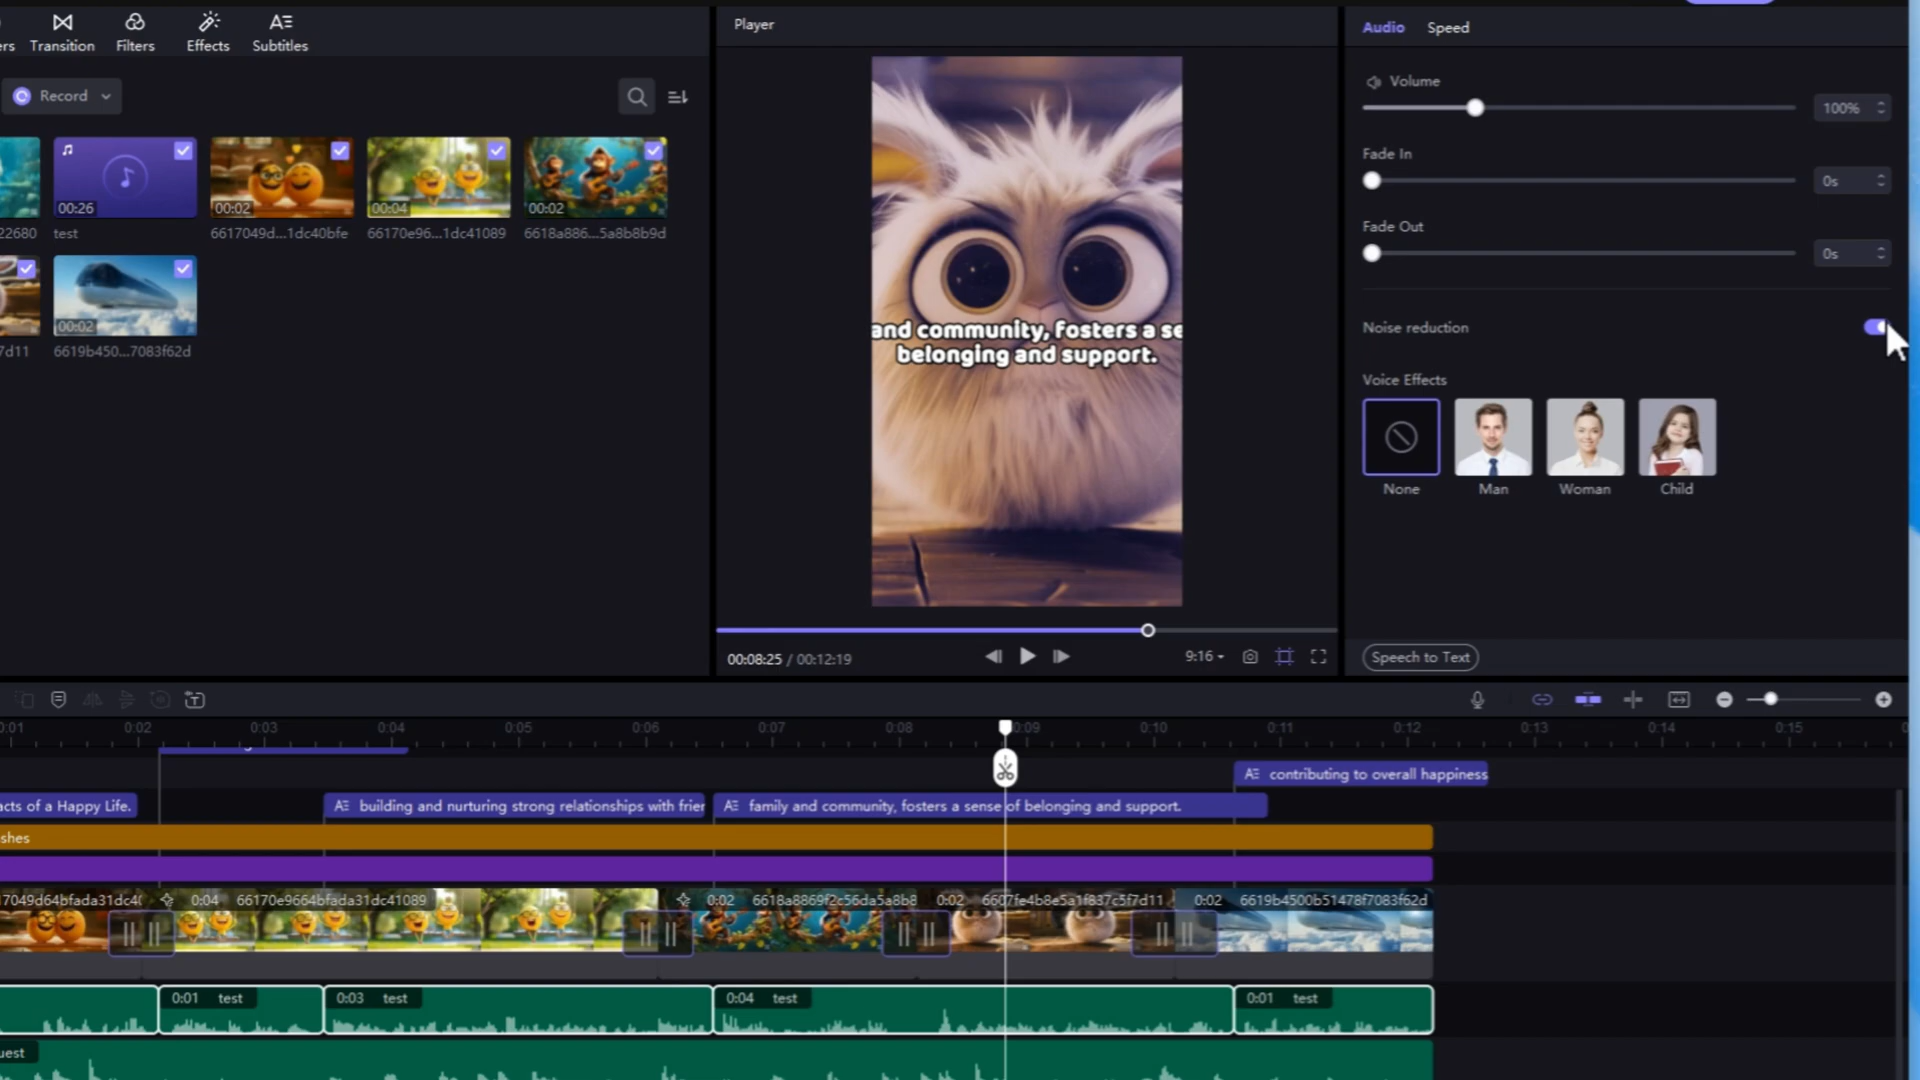 ers
Transition
Filters
Effects
Subtitles
Player
Audio
Speed
Record
Volume
100%
Fade In
0s
Fade Out
0s
00:26
00:02
00:04
00:02
22680
test
6617049d...1dc40bfe
66170e96...1dc41089
6618a886...5a8b8b9d
00:02
7d11
6619b450...7083f62d
and community, fosters a se
belonging and support.
Noise reduction
Voice Effects
None
Man
Woman
Child
00:08:25 / 00:12:19
9:16
Speech to Text
0:01
0:02
0:03
0:04
0:05
0:06
0:07
0:08
0:09
0:10
0:11
0:12
0:13
0:14
0:15
contributing to overall happiness
acts of a Happy Life.
building and nurturing strong relationships with frien
family and community, fosters a sense of belonging and support.
shes
7049d64bfada31dc40
0:04 66170e9664bfada31dc41089
0:02 6618a8869f2c56da5a8b8
0:02 6607fe4b8e5a1f837c5f7d11
0:02 6619b4500b51478f7083f62d
0:01 test
0:03 test
0:04 test
0:01 test
uest